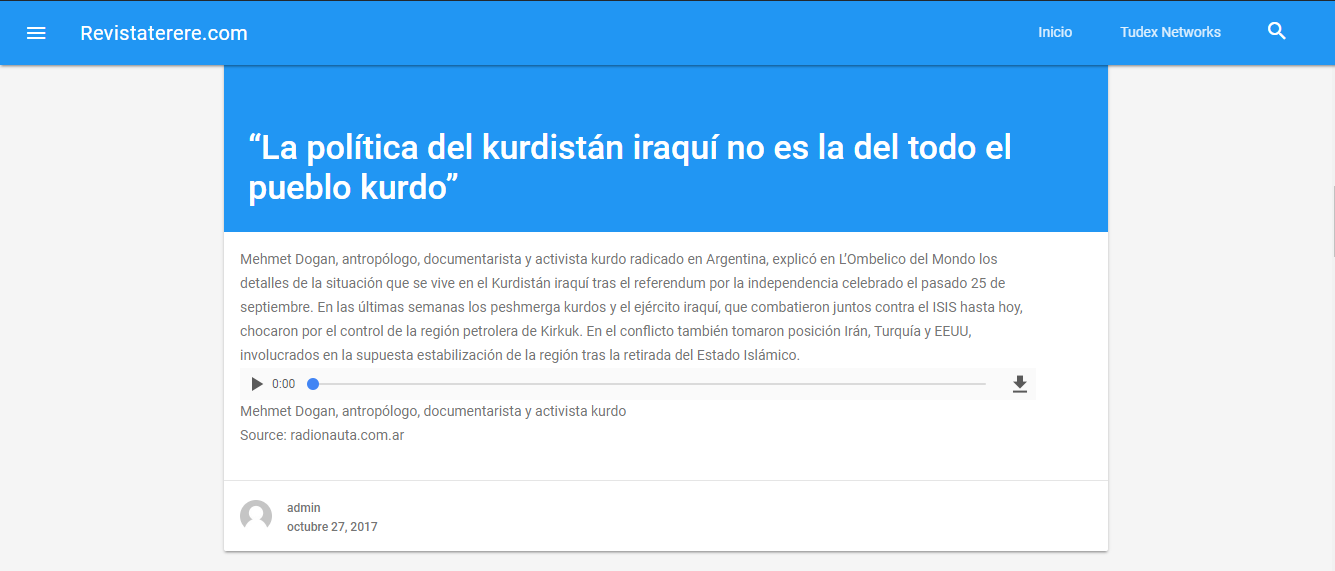 Revistaterere.com
Inicio
Tudex Networks
“La política del kurdistán iraquí no es la del todo el
pueblo kurdo”
Mehmet Dogan, antropólogo, documentarista y activista kurdo radicado en Argentina, explicó en L’Ombelico del Mondo los
detalles de la situación que se vive en el Kurdistán iraquí tras el referendum por la independencia celebrado el pasado 25 de
septiembre. En las últimas semanas los peshmerga kurdos y el ejército iraquí, que combatieron juntos contra el ISIS hasta hoy,
chocaron por el control de la región petrolera de Kirkuk. En el conflicto también tomaron posición Irán, Turquía y EEUU,
involucrados en la supuesta estabilización de la región tras la retirada del Estado Islámico.
0:00
Mehmet Dogan, antropólogo, documentarista y activista kurdo
Source: radionauta.com.ar
admin
octubre 27, 2017